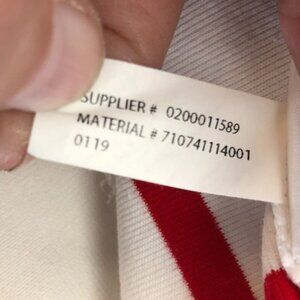 SUPPLIER # 0200011589
MATERIAL # 710741114001
0119